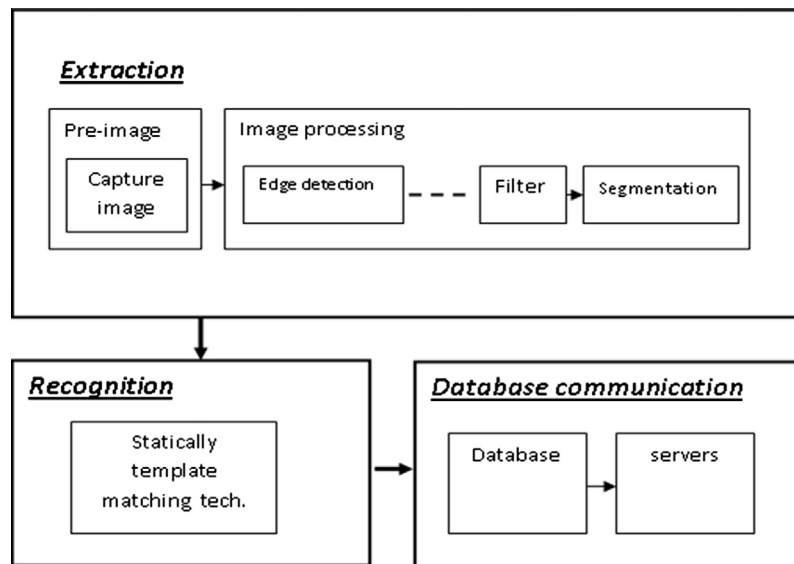 Extraction
Pre-image
Capture
image
Image processing
Edge detection
Filter
Segmentation
Recognition
Statically
template
matching tech.
Database communication
Database
servers